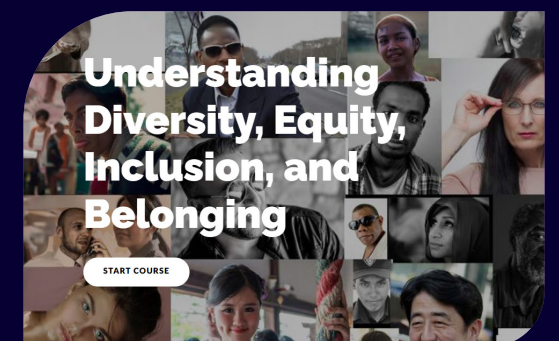 Understanding
Diversity, Equity,
Inclusion, and
Belonging
START COURSE